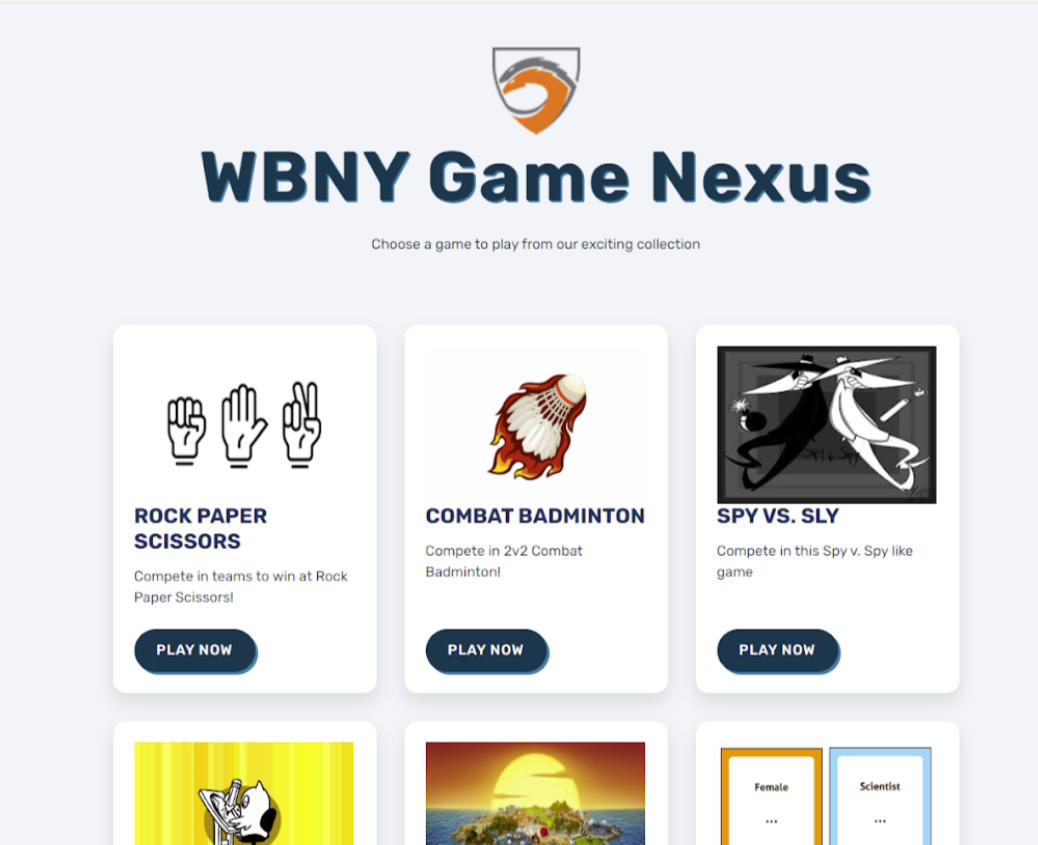 WBNY Game Nexus
Choose a game to play from our exciting collection
ROCK PAPER
SCISSORS
Compete in teams to win at Rock
Paper Scissors!
PLAY NOW
COMBAT BADMINTON
Compete in 2v2 Combat
Badminton!
PLAY NOW
SPY VS. SLY
Compete in this Spy v. Spy like
game
PLAY NOW
Female
...
Scientist
...